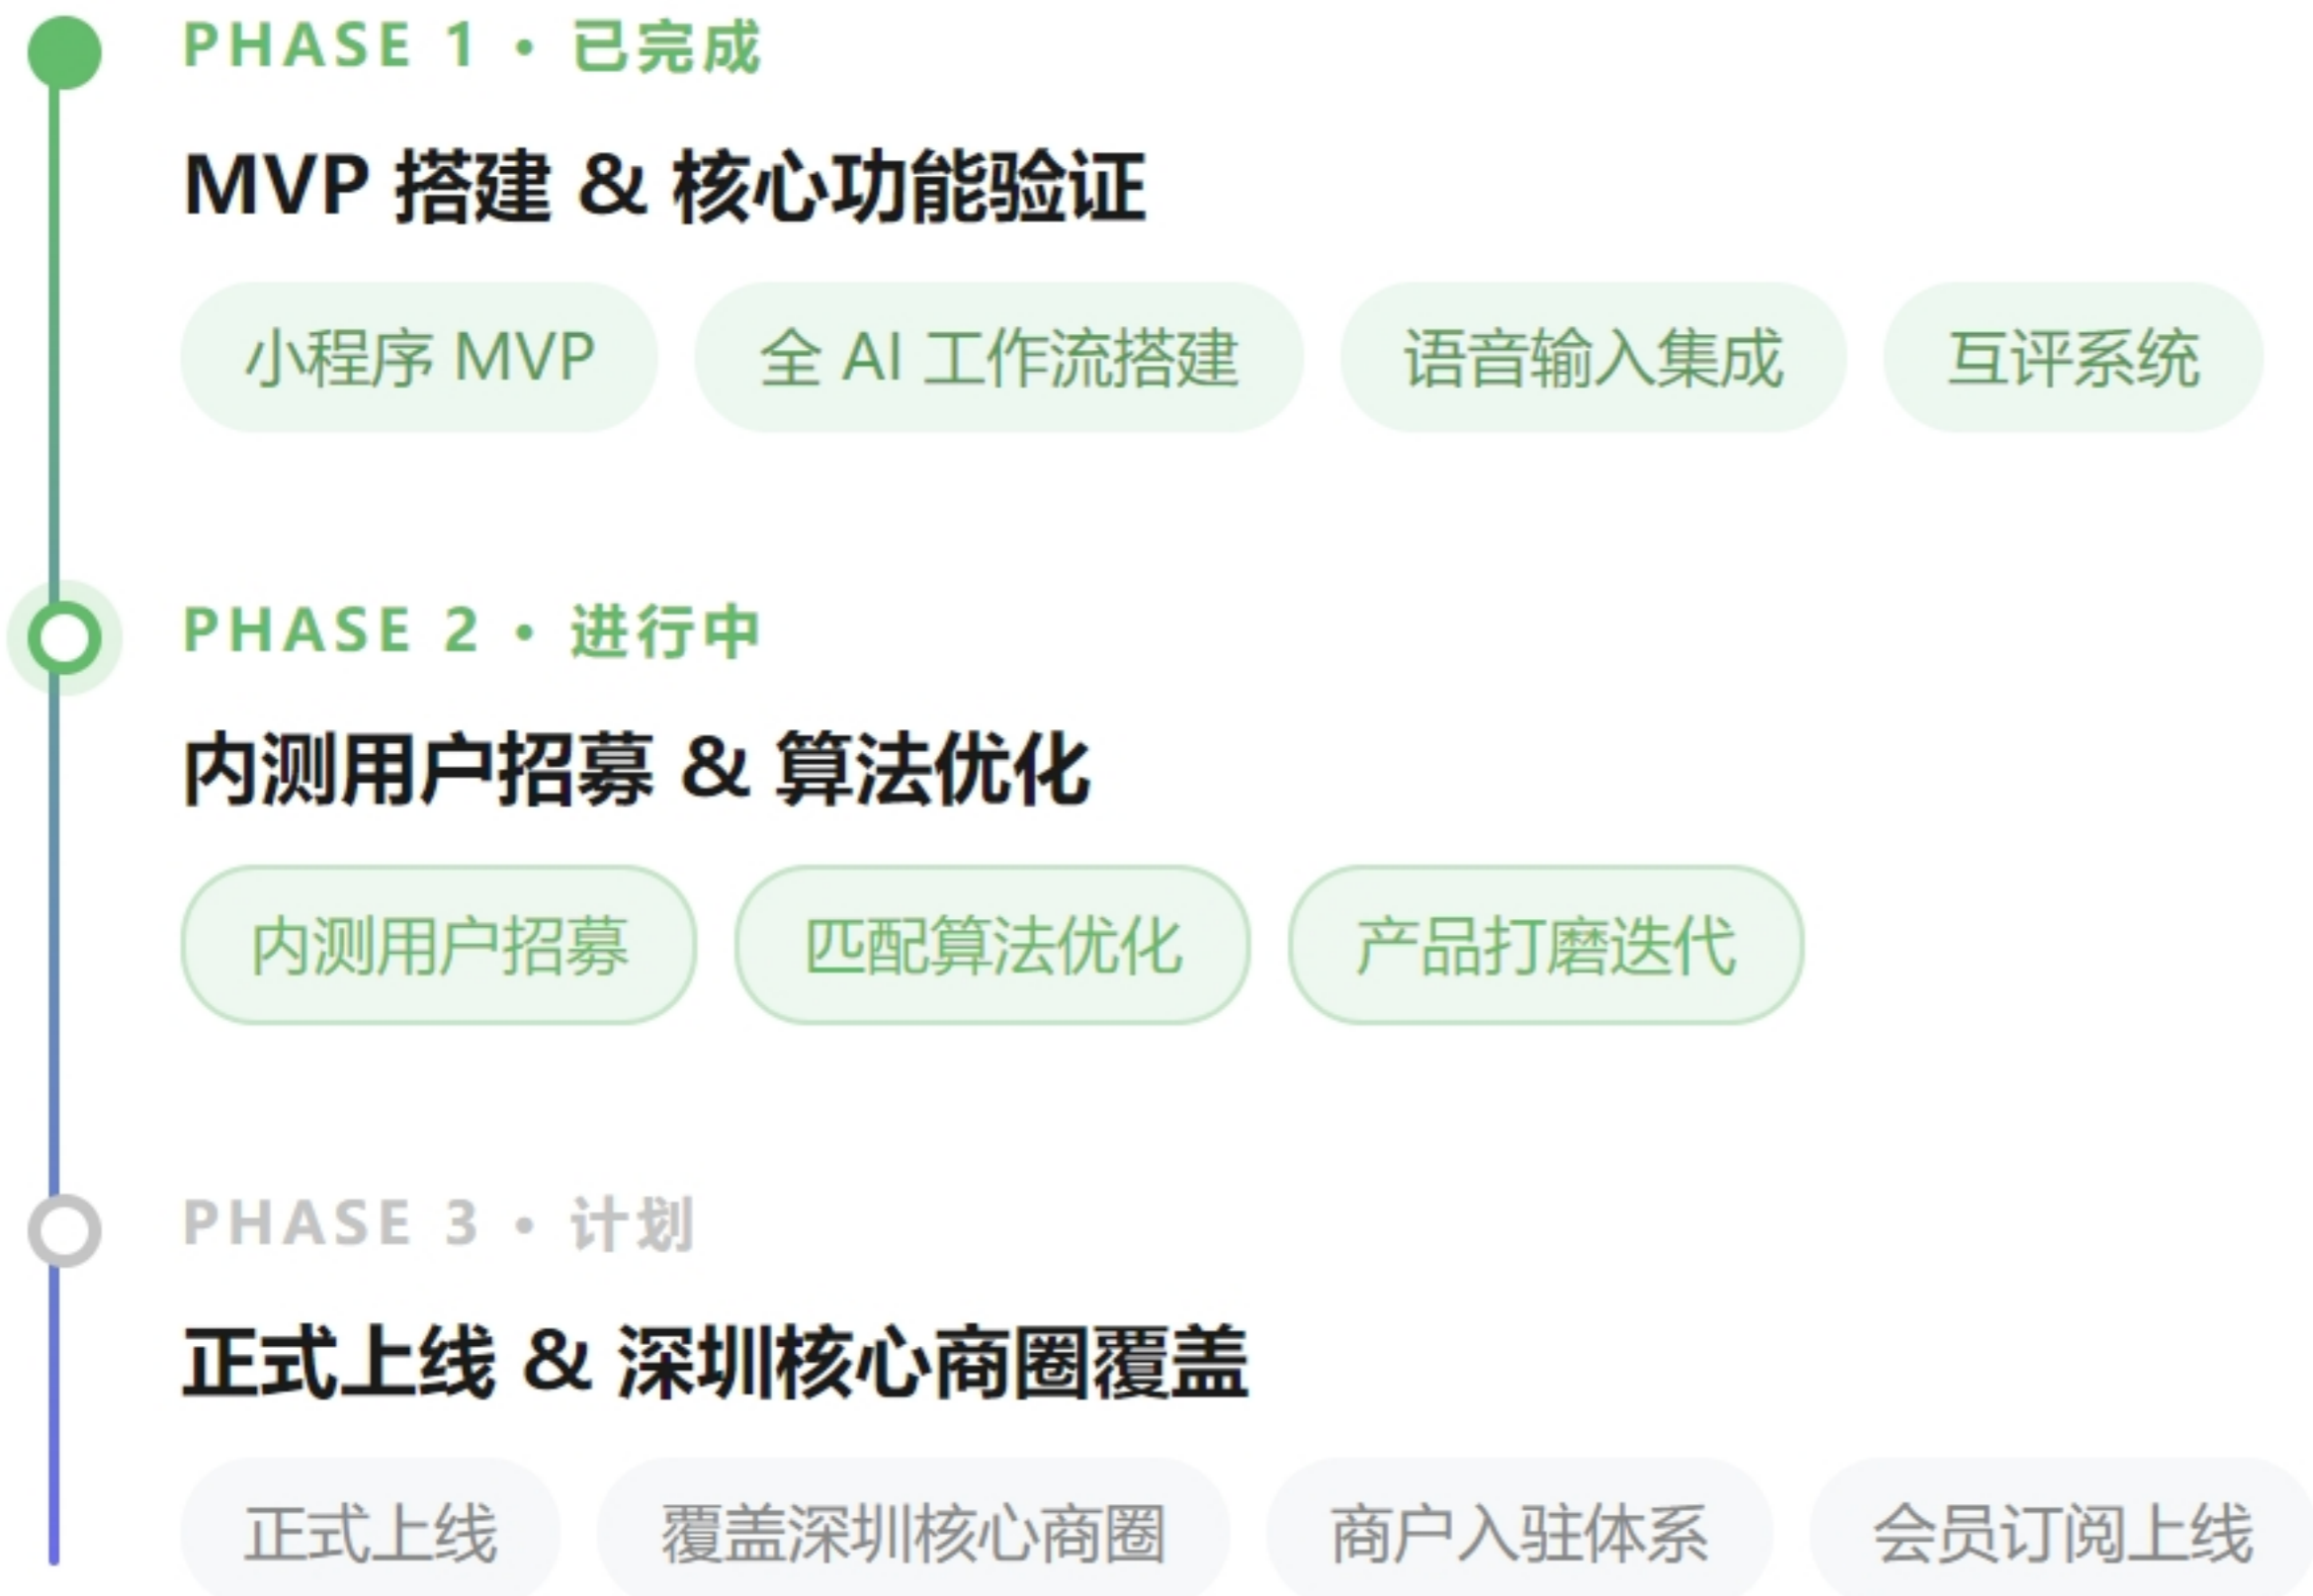 PHASE 1 • 已完成
MVP 搭建 & 核心功能验证
小程序 MVP 全 AI 工作流搭建 语音输入集成 互评系统
PHASE 2 • 进行中
内测用户招募 & 算法优化
内测用户招募 匹配算法优化 产品打磨迭代
PHASE 3 • 计划
正式上线 & 深圳核心商圈覆盖
正式上线 覆盖深圳核心商圈 商户入驻体系 会员订阅上线